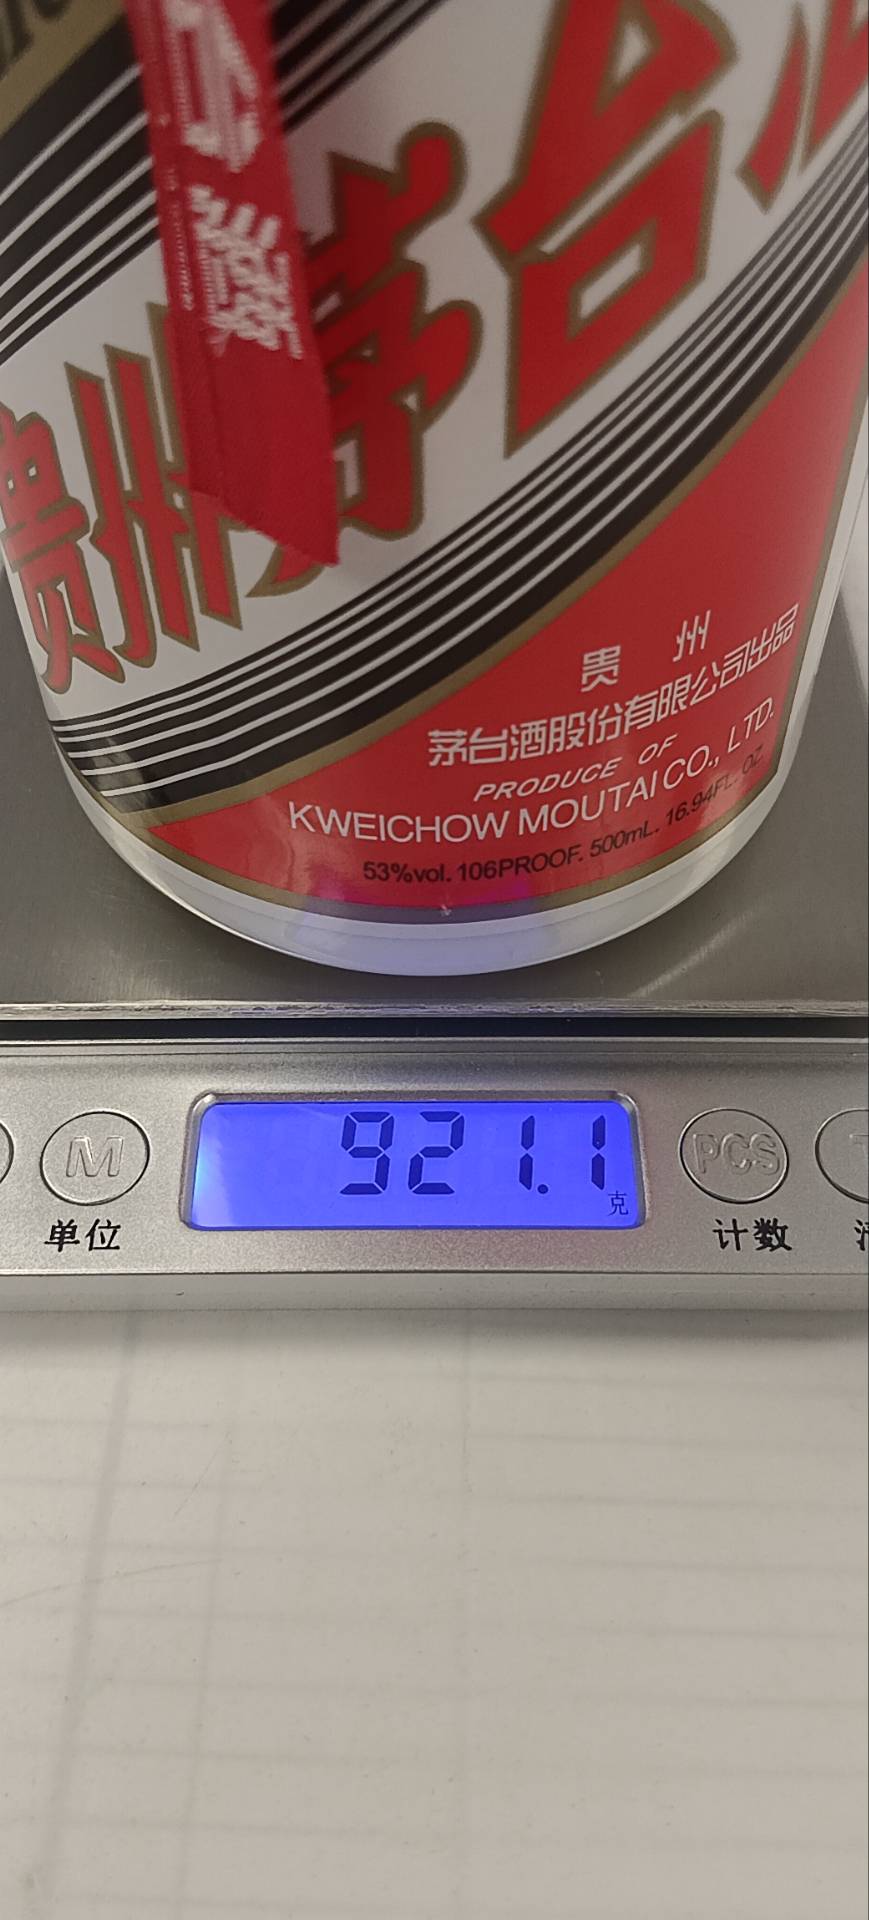 贵州茅台
贵州
茅台酒股份有限公司出品
PRODUCE OF
KWEICHOW MOUTAI CO., LTD.
53%vol. 106PROOF. 500mL. 16.94FL. OZ
921.1
克
M
PCS
单位
计数